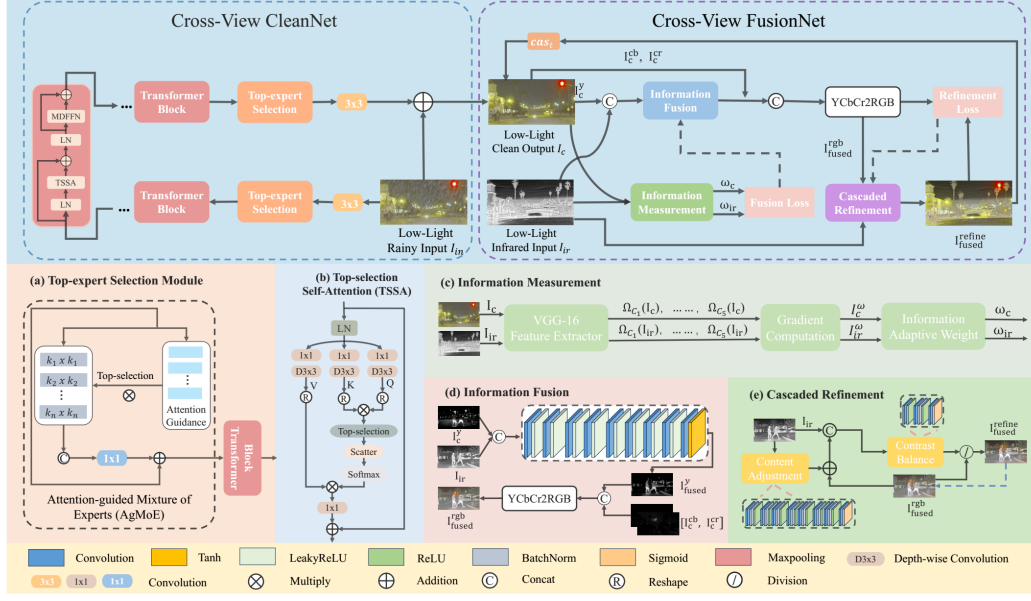 Cross-View CleanNet
Cross-View FusionNet
MDFFN
LN
TSSA
LN
...
Transformer
Block
Top-expert
Selection
3x3
...
Transformer
Block
Top-expert
Selection
3x3
Low-Light
Rainy Input I_in
cas_t
I_c^cb, I_c^cr
I_c^y
C
Information
Fusion
C
YCbCr2RGB
Refinement
Loss
Low-Light
Clean Output I_c
I_fused^rgb
Information
Measurement
ω_c
ω_ir
Fusion Loss
Cascaded
Refinement
Low-Light
Infrared Input I_ir
I_fused^refine
(a) Top-expert Selection Module
k_1 x k_1
k_2 x k_2
k_n x k_n
Top-selection
Attention
Guidance
C
1x1
Attention-guided Mixture of
Experts (AgMoE)
Transformer
Block
(b) Top-selection
Self-Attention (TSSA)
LN
1x1 1x1 1x1
D3x3 D3x3 D3x3
V K Q
R R R
Top-selection
Scatter
Softmax
1x1
(c) Information Measurement
I_c
I_ir
VGG-16
Feature Extractor
Ω_C1(I_c), ... ..., Ω_C5(I_c)
Ω_C1(I_ir), ... ..., Ω_C5(I_ir)
Gradient
Computation
I_c^ω
I_ir^ω
Information
Adaptive Weight
ω_c
ω_ir
(d) Information Fusion
I_c^y
I_ir
C
I_fused^y
I_fused^rgb
YCbCr2RGB
C
[I_c^cb, I_c^cr]
(e) Cascaded Refinement
I_ir
C
Content
Adjustment
Contrast
Balance
I_fused^refine
I_fused^rgb
Convolution
Tanh
LeakyReLU
ReLU
BatchNorm
Sigmoid
Maxpooling
D3x3 Depth-wise Convolution
3x3 1x1 1x1 Convolution
Multiply
Addition
C Concat
R Reshape
Division